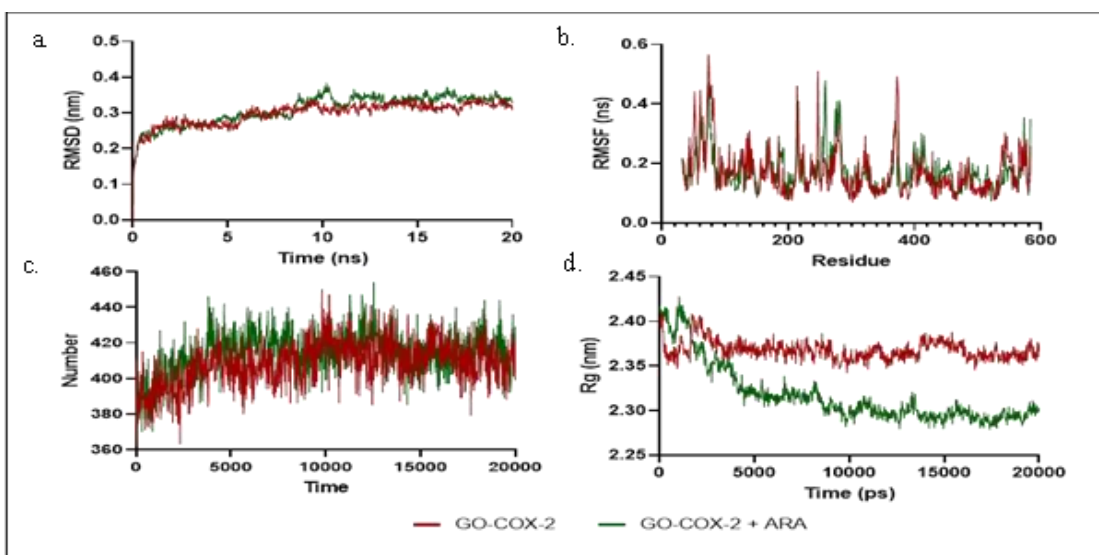 a.
RMSD (nm)
0.5
0.4
0.3
0.2
0.1
0.0
0 5 10 15 20
Time (ns)
b.
RMSF (ns)
0.6
0.4
0.2
0.0
0 200 400 600
Residue
c.
Number
460
440
420
400
380
360
0 5000 10000 15000 20000
Time
d.
Rg (nm)
2.45
2.40
2.35
2.30
2.25
0 5000 10000 15000 20000
Time (ps)
GO-COX-2 GO-COX-2 + ARA